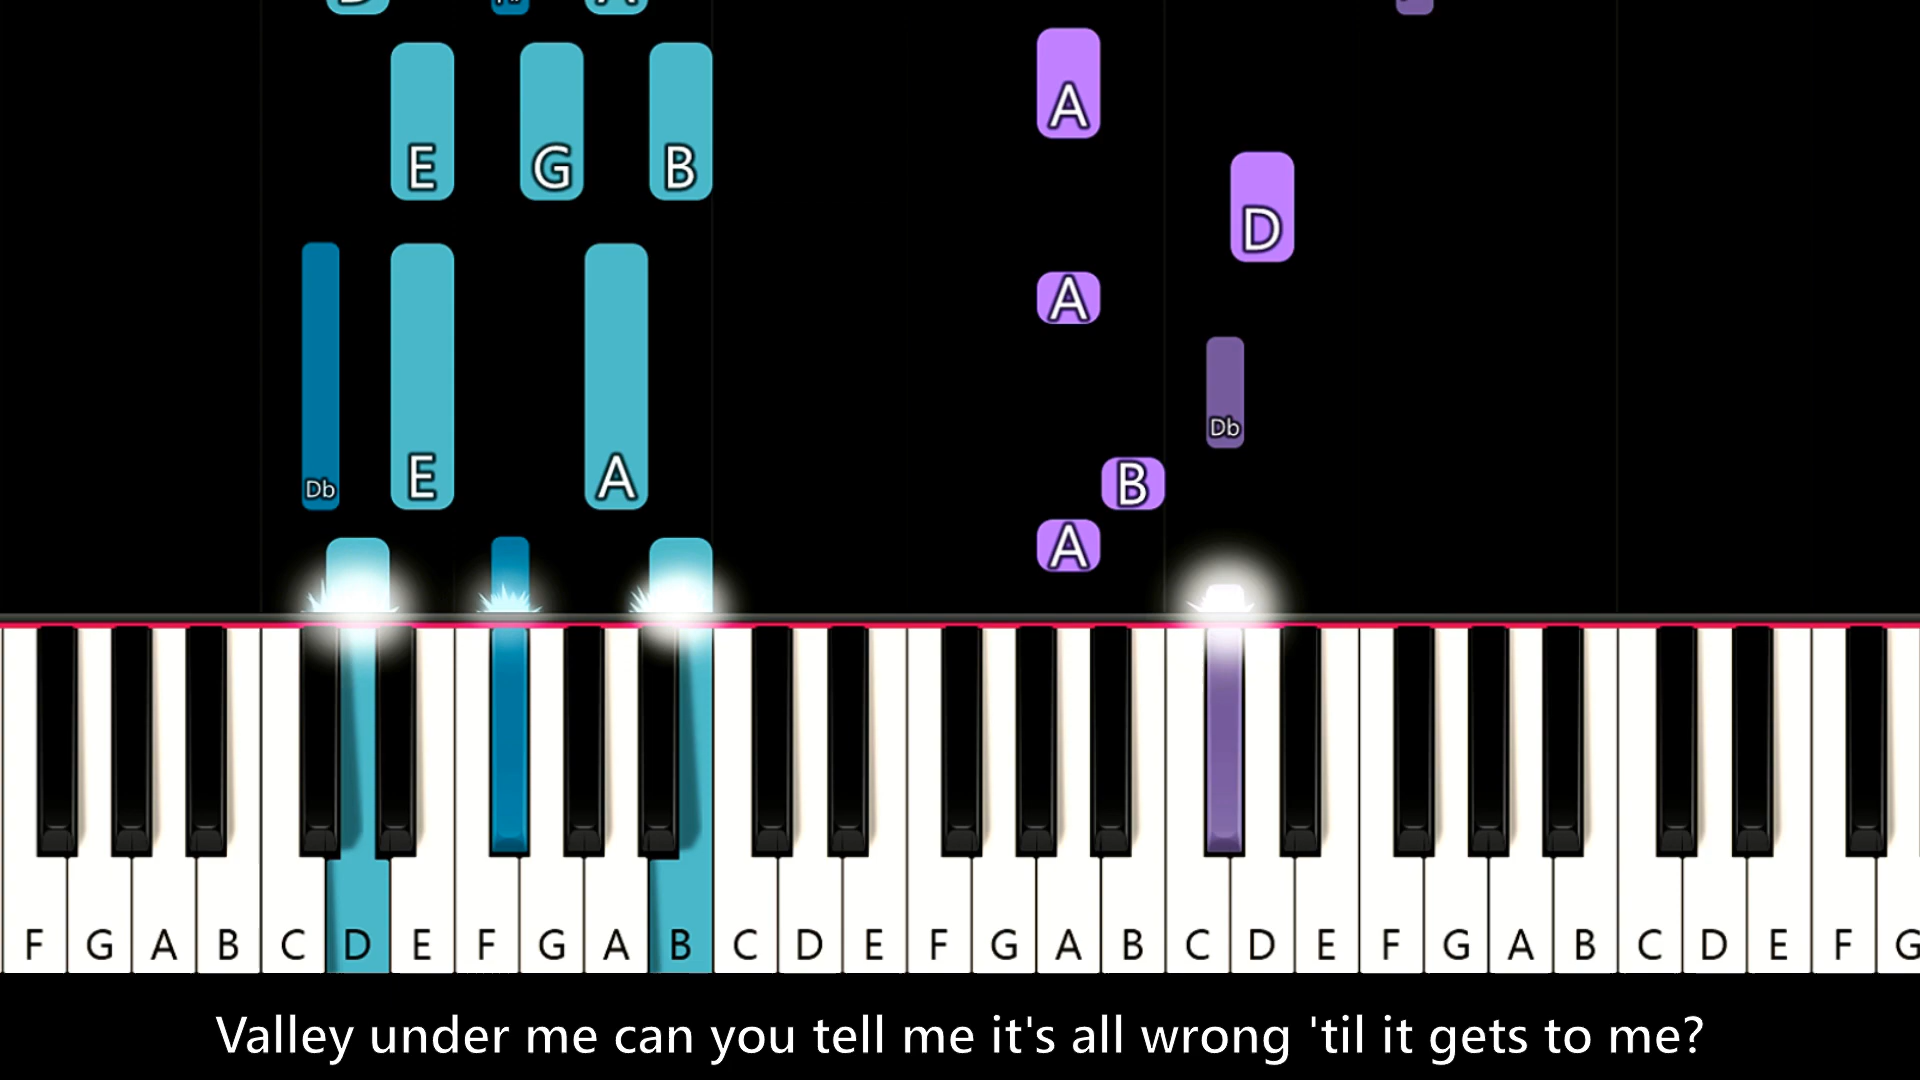 E G B A
D
A
Db
Db E A B
A
F G A B C D E F G A B C D E F G A B C D E F G A B C D E F G
Valley under me can you tell me it's all wrong 'til it gets to me?